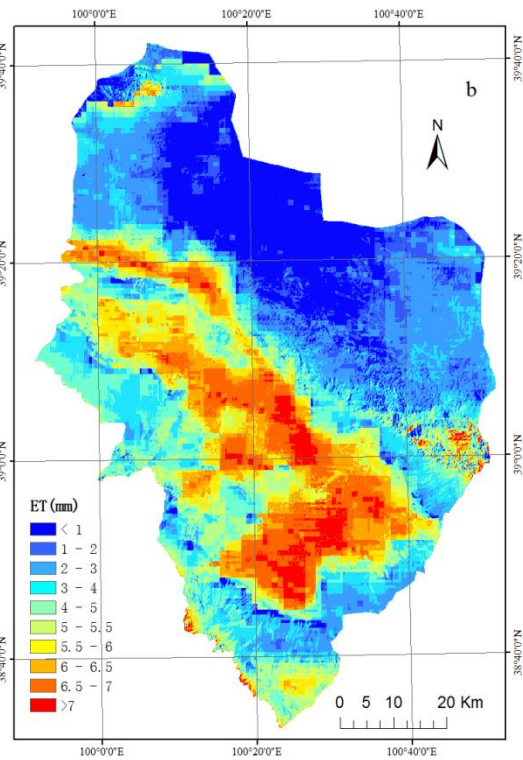 100°0'0"E 100°20'0"E 100°40'0"E
39°40'0"N 39°40'0"N
b
N
39°20'0"N 39°20'0"N
39°0'0"N 39°0'0"N
ET(mm)
< 1
1 - 2
2 - 3
3 - 4
4 - 5
5 - 5.5
5.5 - 6
6 - 6.5
6.5 - 7
>7
38°40'0"N 38°40'0"N
0 5 10 20 Km
100°0'0"E 100°20'0"E 100°40'0"E